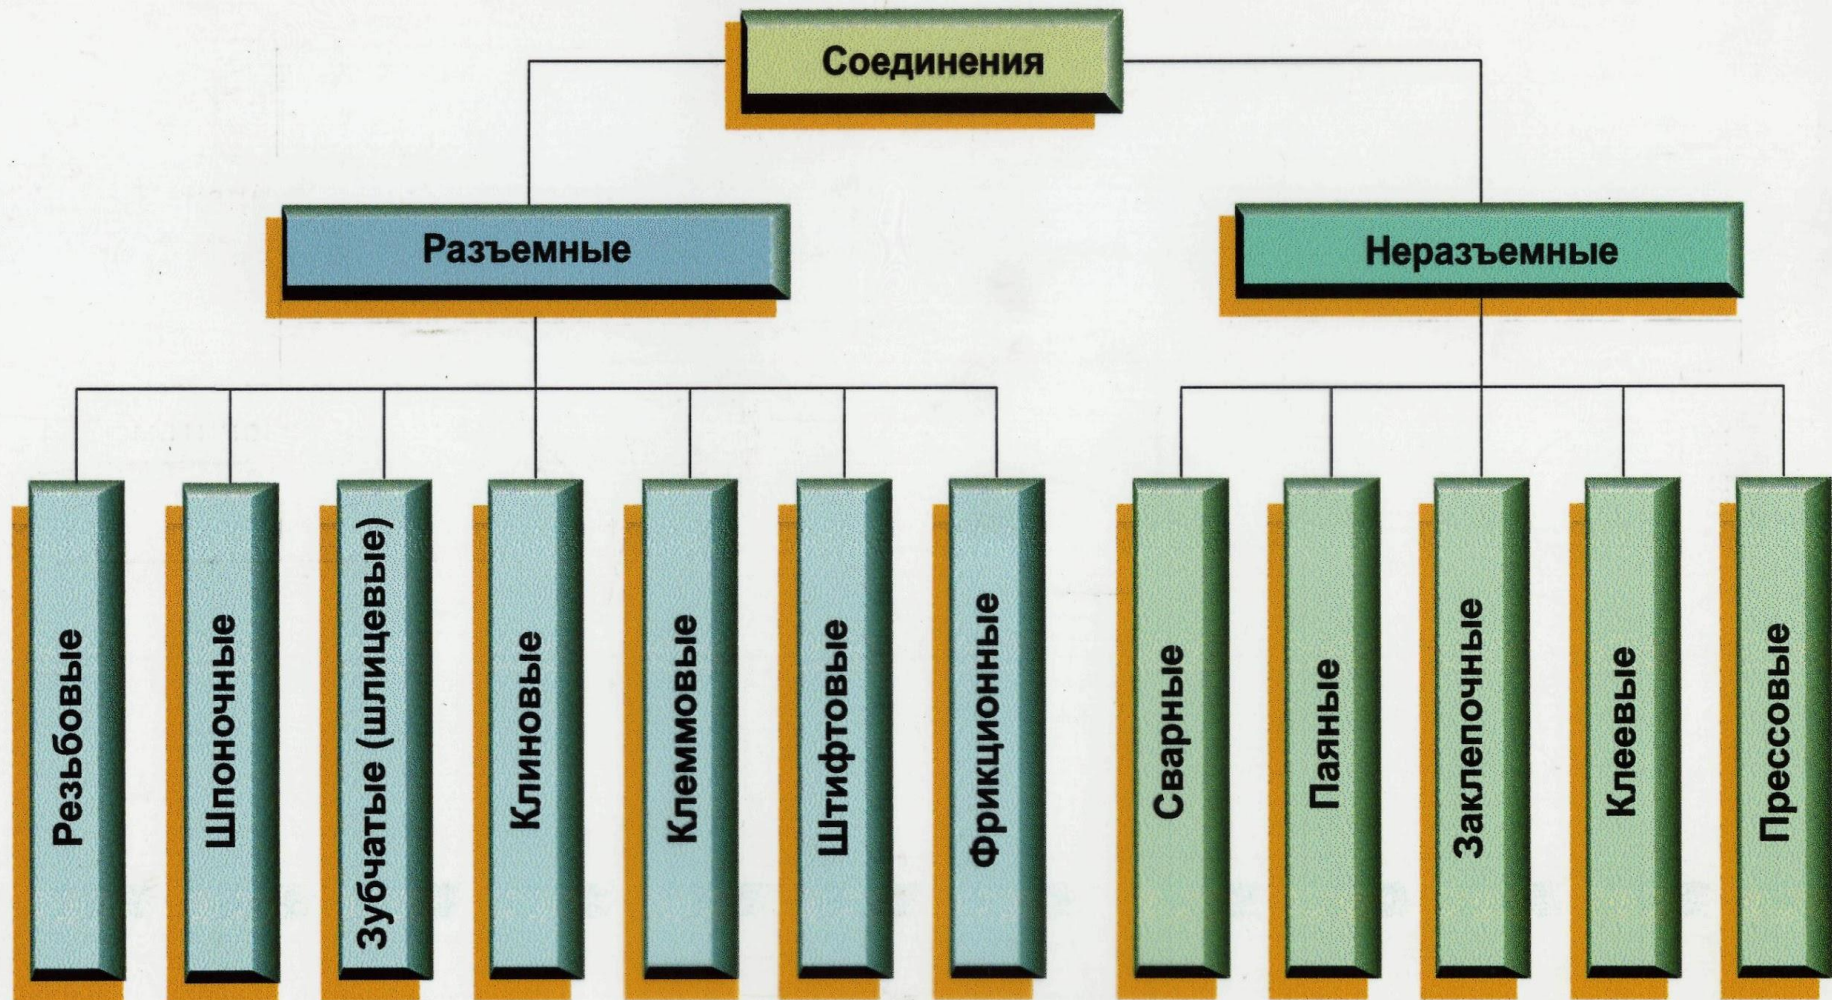 Соединения
Разъемные
Неразъемные
Резьбовые
Шпоночные
Зубчатые (шлицевые)
Клиновые
Клеммовые
Штифтовые
Фрикционные
Сварные
Паяные
Заклепочные
Клеевые
Прессовые